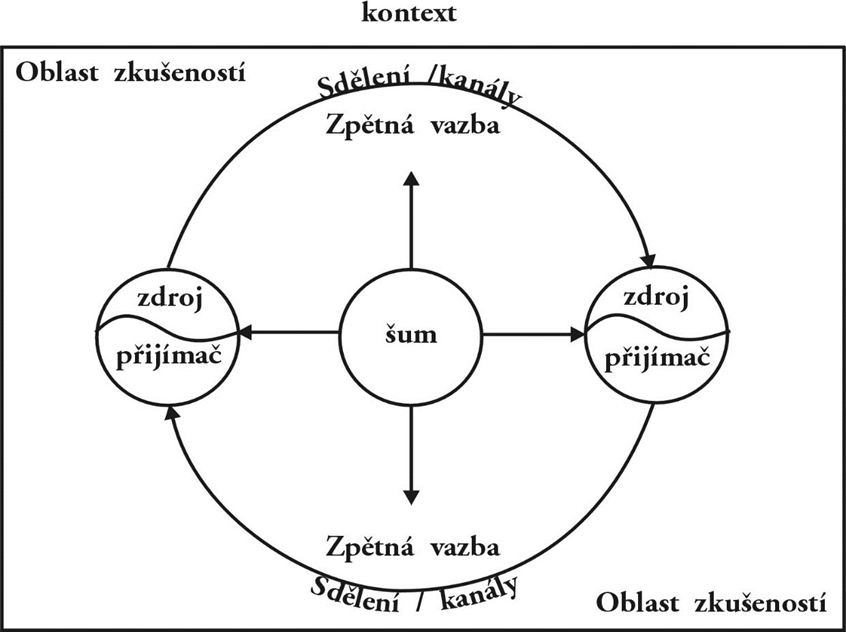 kontext
Oblast zkušeností
Sdělení /kanály
Zpětná vazba
zdroj
přijímač
šum
zdroj
přijímač
Zpětná vazba
Sdělení / kanály
Oblast zkušeností